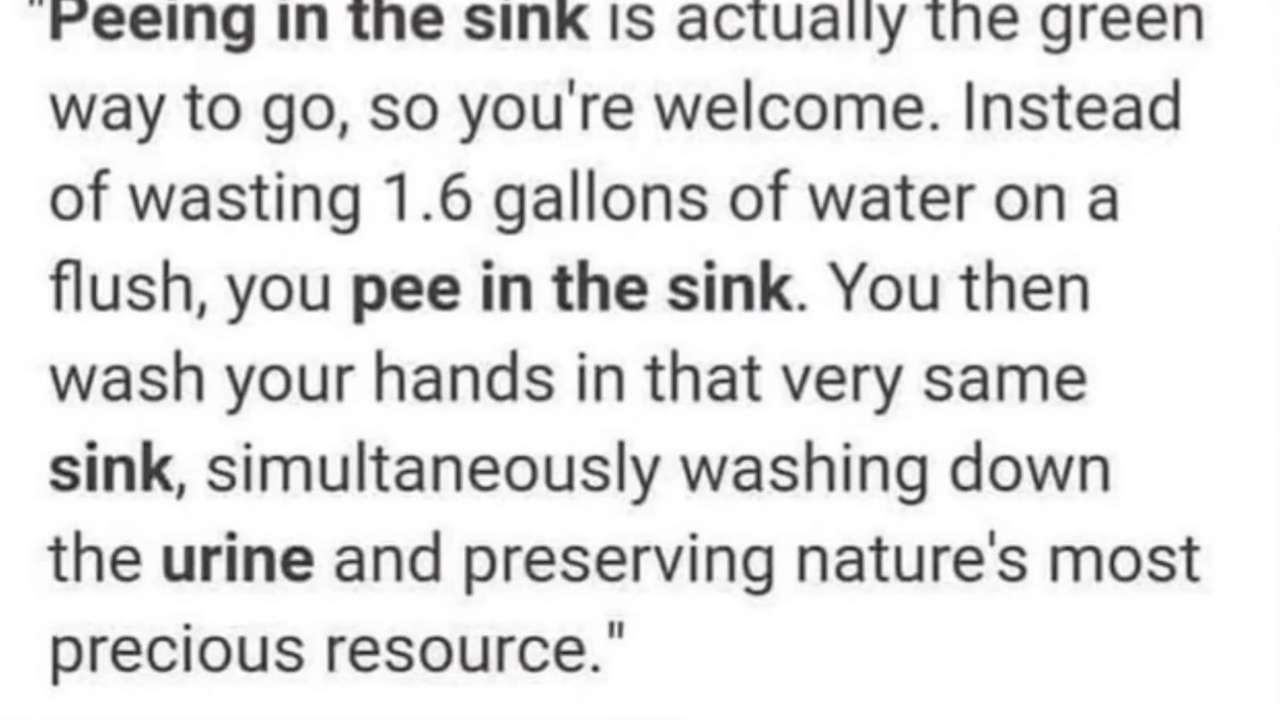 "Peeing in the sink is actually the green
way to go, so you're welcome. Instead
of wasting 1.6 gallons of water on a
flush, you pee in the sink. You then
wash your hands in that very same
sink, simultaneously washing down
the urine and preserving nature's most
precious resource."